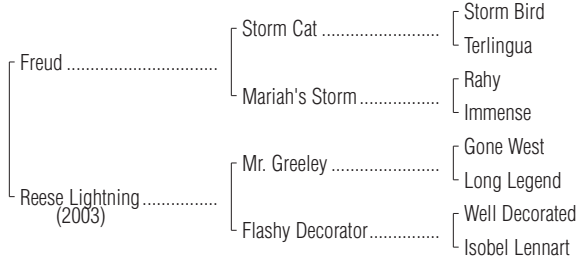 Storm Bird
Storm Cat ........................
Terlingua
Freud ................................
Rahy
Mariah's Storm .................
Immense
Gone West
Mr. Greeley .......................
Long Legend
Reese Lightning ................
(2003)
Well Decorated
Flashy Decorator ...............
Isobel Lennart